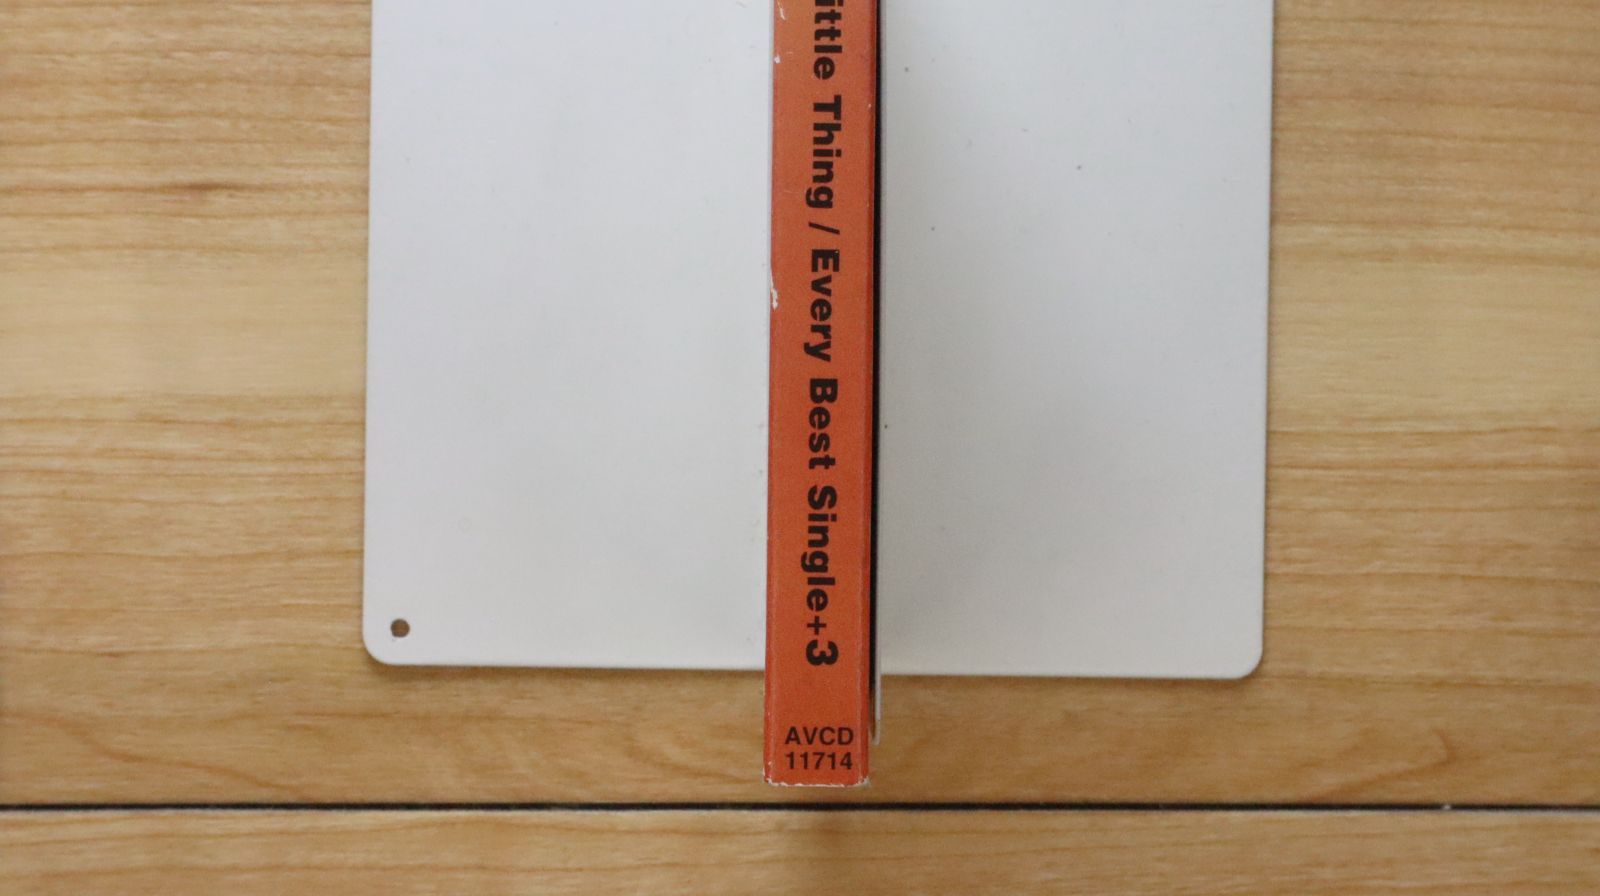 ittle Thing / Every Best Single+3
AVCD
11714